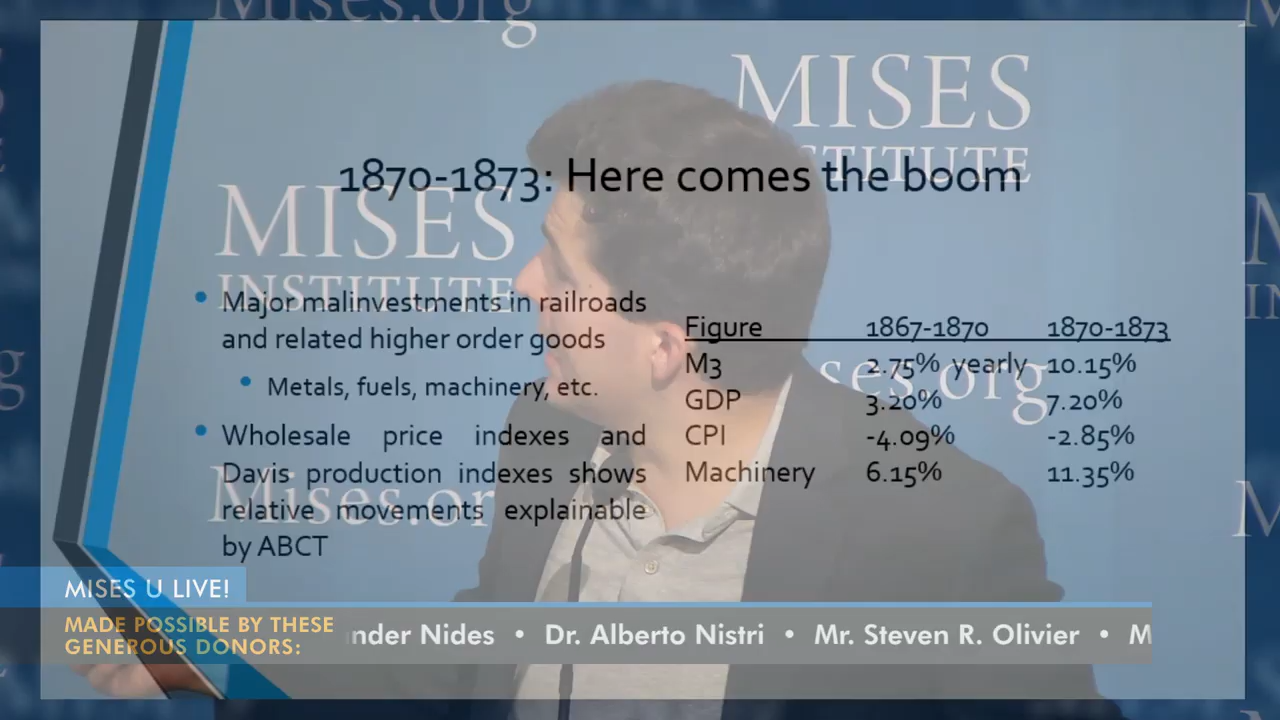 Mises.org
MISES
INSTITUTE
1870-1873: Here comes the boom
MISES
INSTITUTE
• Major malinvestments in railroads
and related higher order goods
• Metals, fuels, machinery, etc.
• Wholesale price indexes and
Davis production indexes shows
relative movements explainable
by ABCT
Figure 1867-1870 1870-1873
M3 2.75% yearly 10.15%
GDP 3.20% 7.20%
CPI -4.09% -2.85%
Machinery 6.15% 11.35%
ses.org
Mises.or
MISES U LIVE!
MADE POSSIBLE BY THESE
GENEROUS DONORS:
nder Nides • Dr. Alberto Nistri • Mr. Steven R. Olivier • M